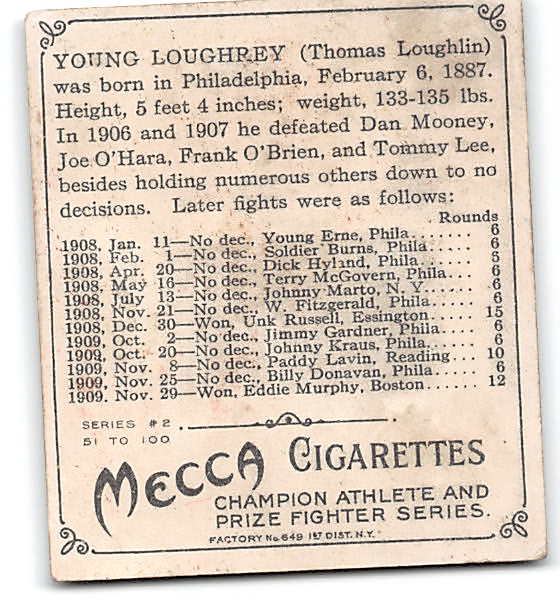 YOUNG LOUGHREY (Thomas Loughlin)
was born in Philadelphia, February 6, 1887.
Height, 5 feet 4 inches; weight, 133-135 lbs.
In 1906 and 1907 he defeated Dan Mooney,
Joe O'Hara, Frank O'Brien, and Tommy Lee,
besides holding numerous others down to no
decisions. Later fights were as follows:
Rounds
1908, Jan. 11—No dec., Young Erne, Phila....... 6
1908, Feb. 1—No dec., Soldier Burns, Phila..... 6
1908, Apr. 20—No dec., Dick Hyland, Phila...... 6
1908, May 16—No dec., Terry McGovern, Phila... 6
1908, July 13—No dec., Johnny Marto, N. Y...... 6
1908, Nov. 21—No dec., W. Fitzgerald, Phila..... 6
1908, Dec. 30—Won, Unk Russell, Essington..... 15
1909, Oct. 2—No dec., Jimmy Gardner, Phila.... 6
1909, Oct. 20—No dec., Johnny Kraus, Phila..... 6
1909, Nov. 8—No dec., Paddy Lavin, Reading... 10
1909, Nov. 25—No dec., Billy Donavan, Phila..... 6
1909. Nov. 29—Won, Eddie Murphy, Boston...... 12
SERIES #2
51 TO 100
MECCA CIGARETTES
CHAMPION ATHLETE AND
PRIZE FIGHTER SERIES.
FACTORY No. 649 1ST DIST. N.Y.